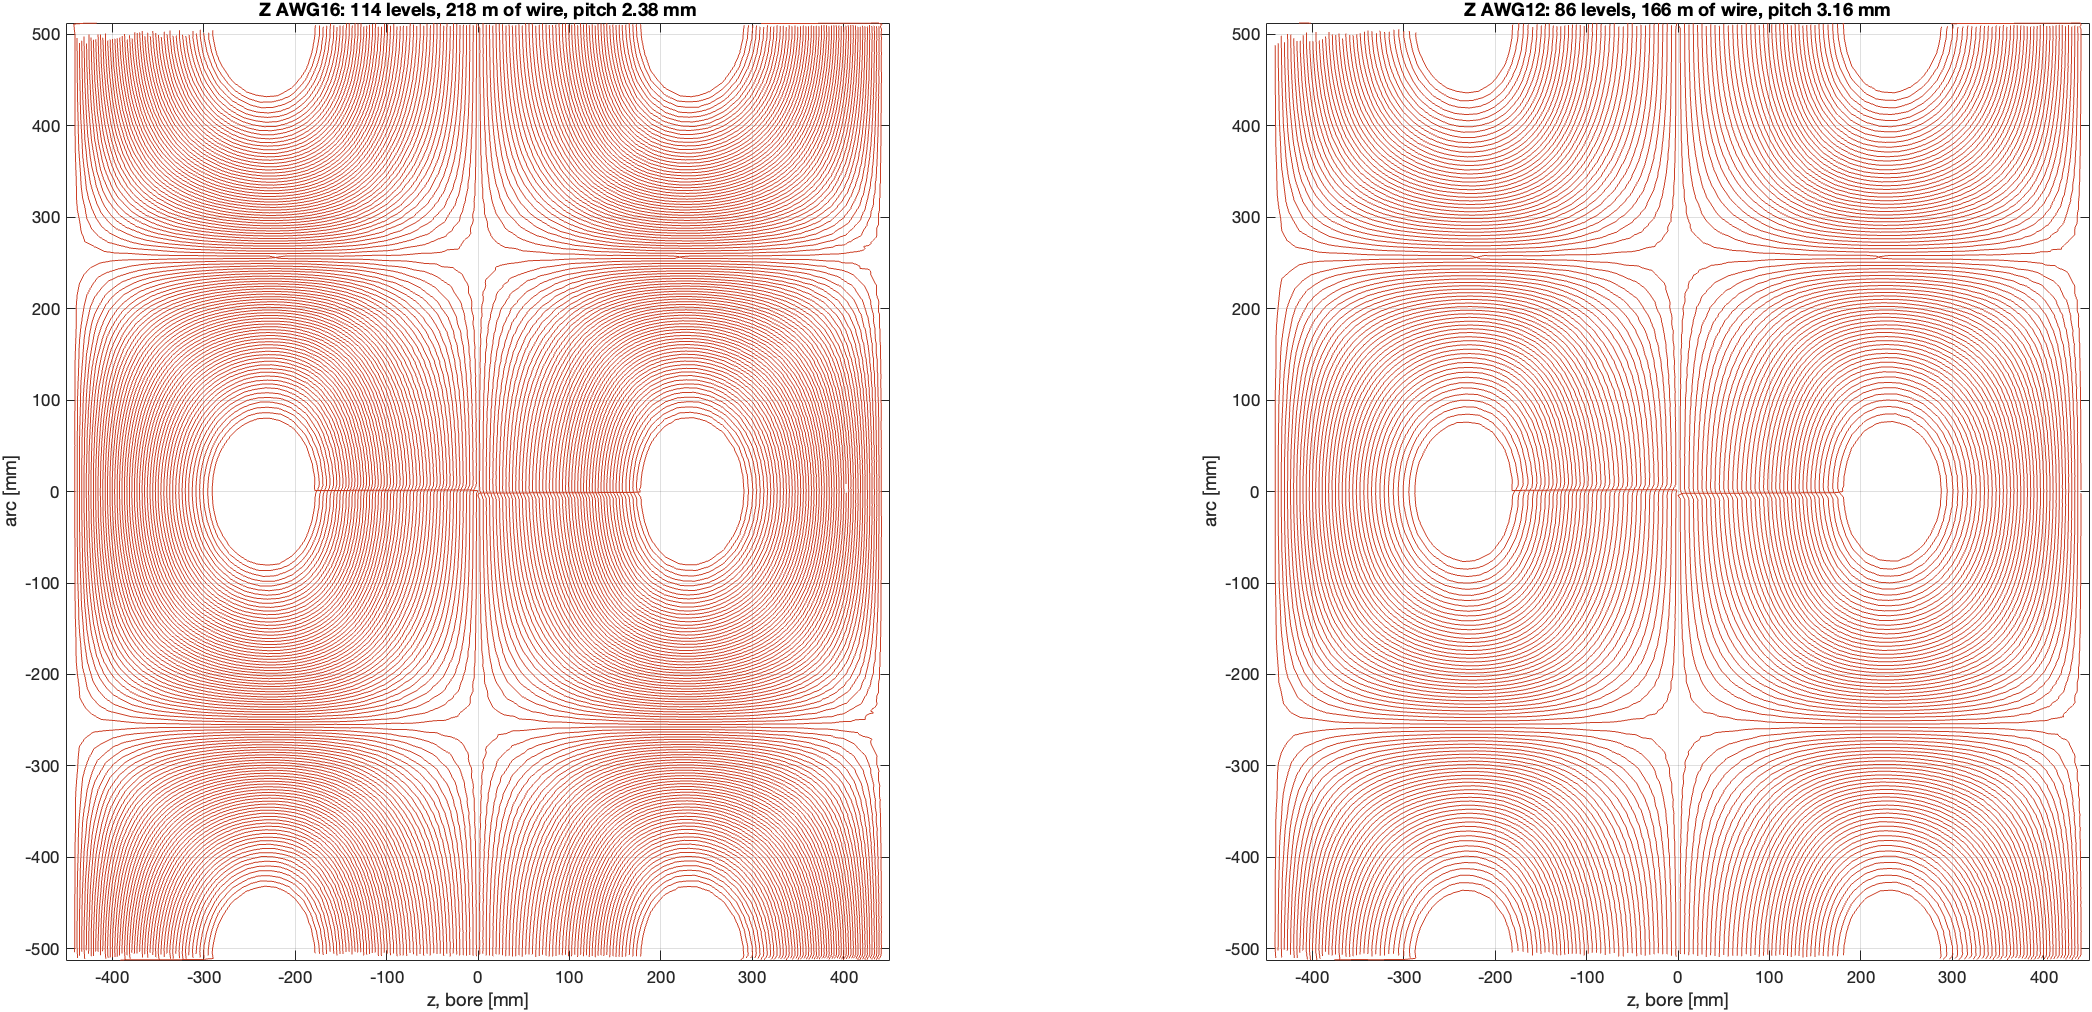 Z AWG16: 114 levels, 218 m of wire, pitch 2.38 mm
500
400
300
200
100
0
-100
-200
-300
-400
-500
arc [mm]
-400 -300 -200 -100 0 100 200 300 400
z, bore [mm]
Z AWG12: 86 levels, 166 m of wire, pitch 3.16 mm
500
400
300
200
100
0
-100
-200
-300
-400
-500
arc [mm]
-400 -300 -200 -100 0 100 200 300 400
z, bore [mm]